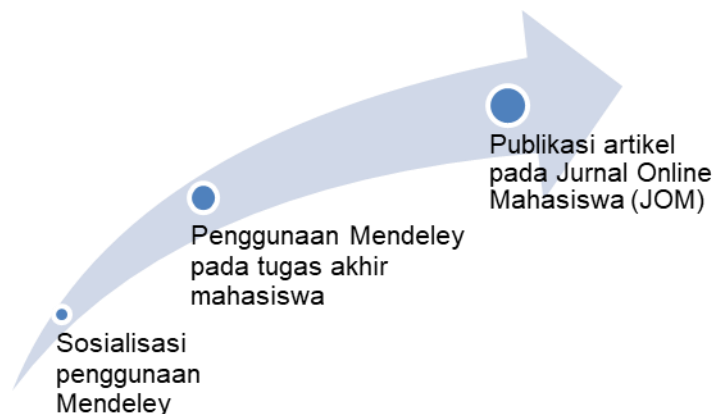 Publikasi artikel
pada Jurnal Online
Mahasiswa (JOM)
Penggunaan Mendeley
pada tugas akhir
mahasiswa
Sosialisasi
penggunaan
Mendeley